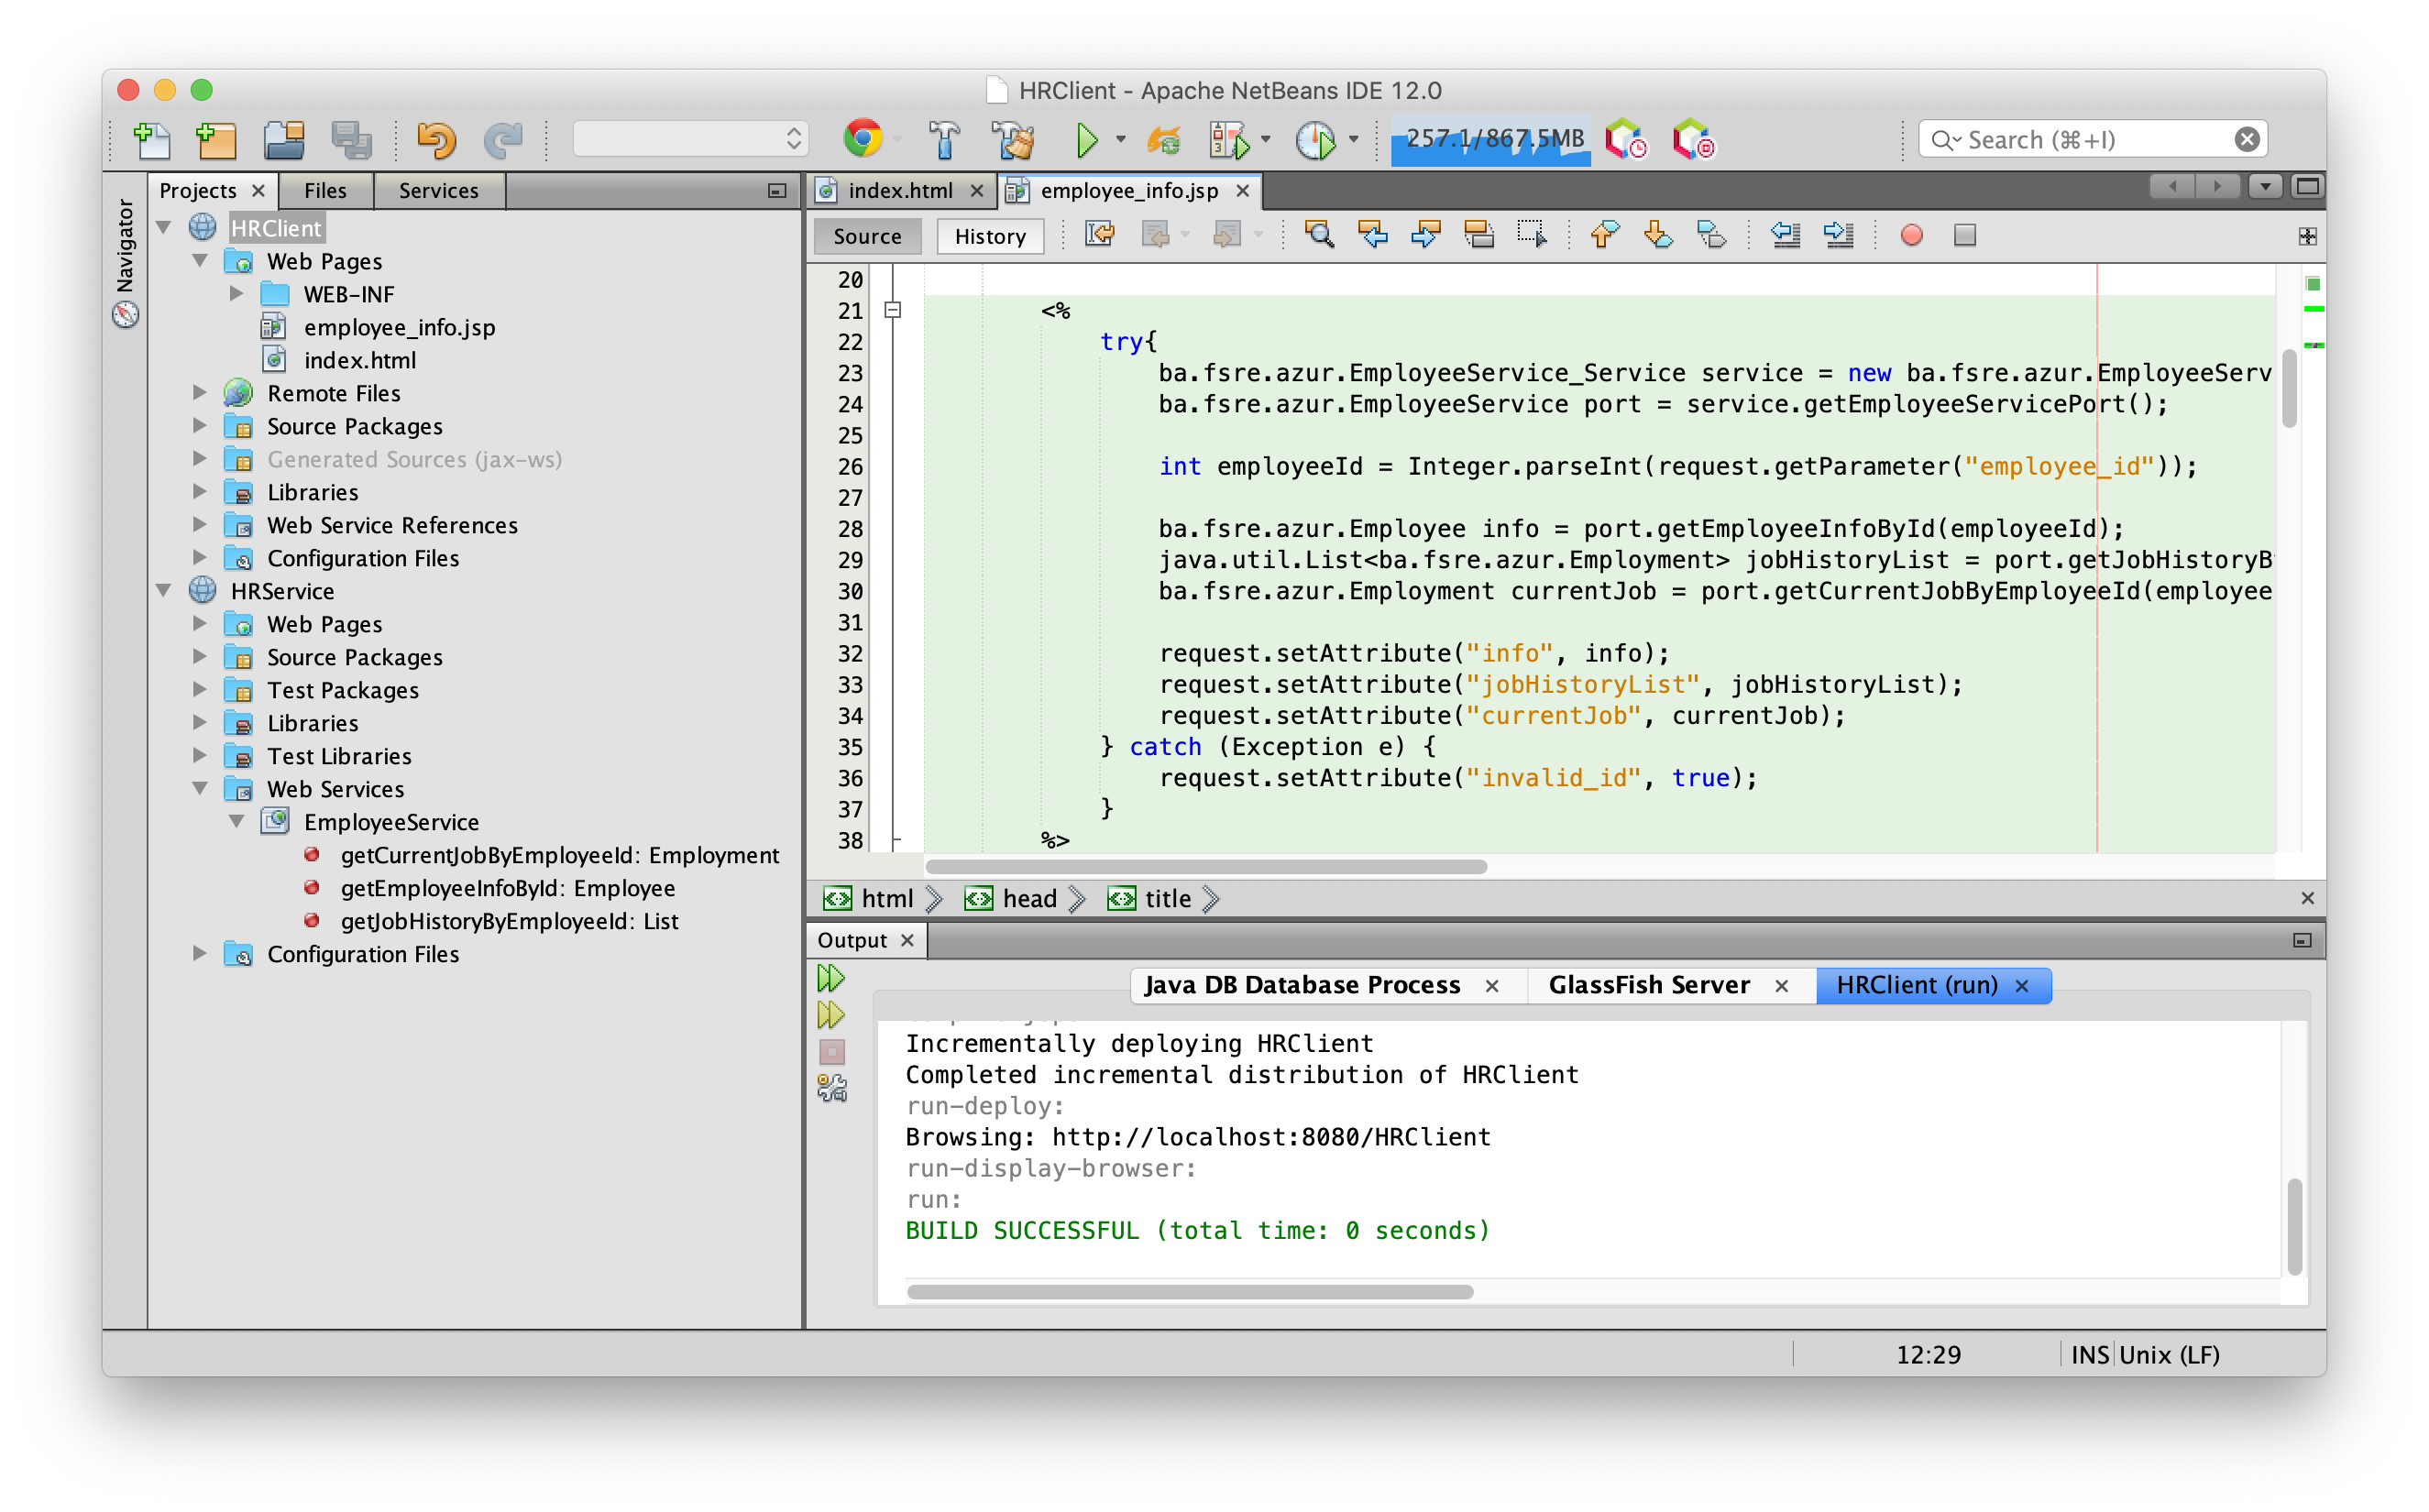 HRClient - Apache NetBeans IDE 12.0
257.1/867.5MB
Search (⌘+I)
Navigator
Projects
Files
Services
HRClient
Web Pages
WEB-INF
employee_info.jsp
index.html
Remote Files
Source Packages
Generated Sources (jax-ws)
Libraries
Web Service References
Configuration Files
HRService
Web Pages
Source Packages
Test Packages
Libraries
Test Libraries
Web Services
EmployeeService
getCurrentJobByEmployeeId: Employment
getEmployeeInfoById: Employee
getJobHistoryByEmployeeId: List
Configuration Files
index.html
employee_info.jsp
Source
History
20
21 <%
22 try{
23 ba.fsre.azur.EmployeeService_Service service = new ba.fsre.azur.EmployeeServ
24 ba.fsre.azur.EmployeeService port = service.getEmployeeServicePort();
25
26 int employeeId = Integer.parseInt(request.getParameter("employee_id"));
27
28 ba.fsre.azur.Employee info = port.getEmployeeInfoById(employeeId);
29 java.util.List<ba.fsre.azur.Employment> jobHistoryList = port.getJobHistoryB
30 ba.fsre.azur.Employment currentJob = port.getCurrentJobByEmployeeId(employee
31
32 request.setAttribute("info", info);
33 request.setAttribute("jobHistoryList", jobHistoryList);
34 request.setAttribute("currentJob", currentJob);
35 } catch (Exception e) {
36 request.setAttribute("invalid_id", true);
37 }
38 %>
html
head
title
Output
Java DB Database Process
GlassFish Server
HRClient (run)
Incrementally deploying HRClient
Completed incremental distribution of HRClient
run-deploy:
Browsing: http://localhost:8080/HRClient
run-display-browser:
run:
BUILD SUCCESSFUL (total time: 0 seconds)
12:29
INS
Unix (LF)